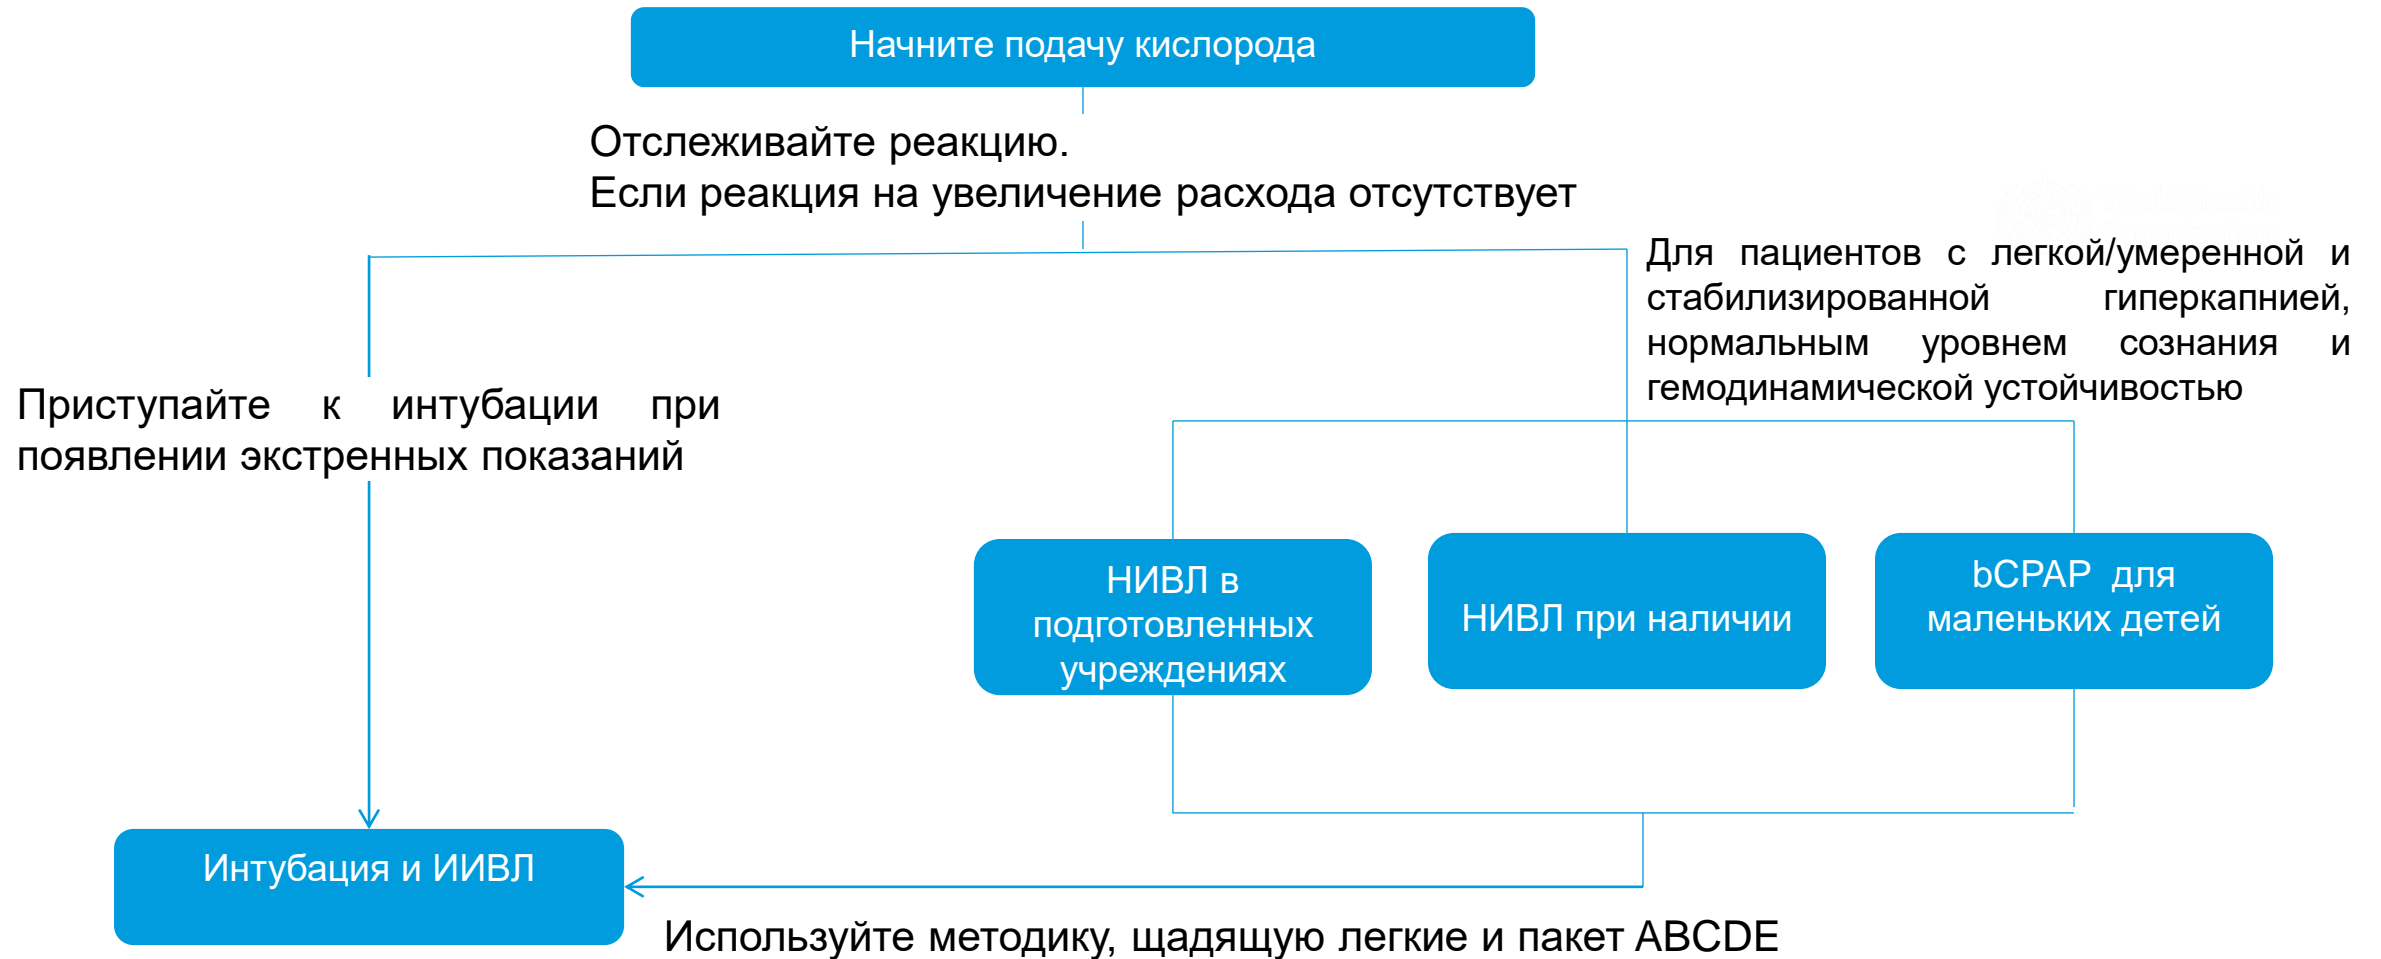 Начните подачу кислорода
Отслеживайте реакцию.
Если реакция на увеличение расхода отсутствует
Для пациентов с легкой/умеренной и
стабилизированной гиперкапнией,
нормальным уровнем сознания и
гемодинамической устойчивостью
Приступайте к интубации при
появлении экстренных показаний
НИВЛ в
подготовленных
учреждениях
НИВЛ при наличии
bCPAP для
маленьких детей
Интубация и ИИВЛ
Используйте методику, щадящую легкие и пакет ABCDE